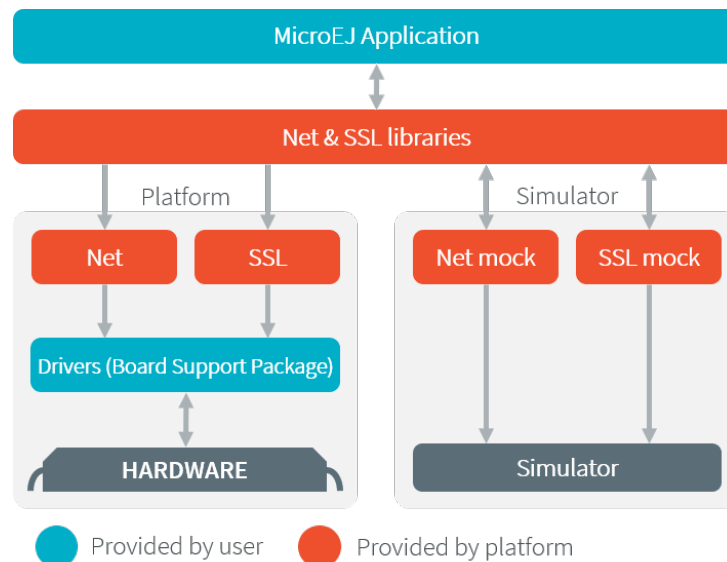 MicroEJ Application
Net & SSL libraries
Platform
Simulator
Net
SSL
Net mock
SSL mock
Drivers (Board Support Package)
HARDWARE
Simulator
Provided by user
Provided by platform